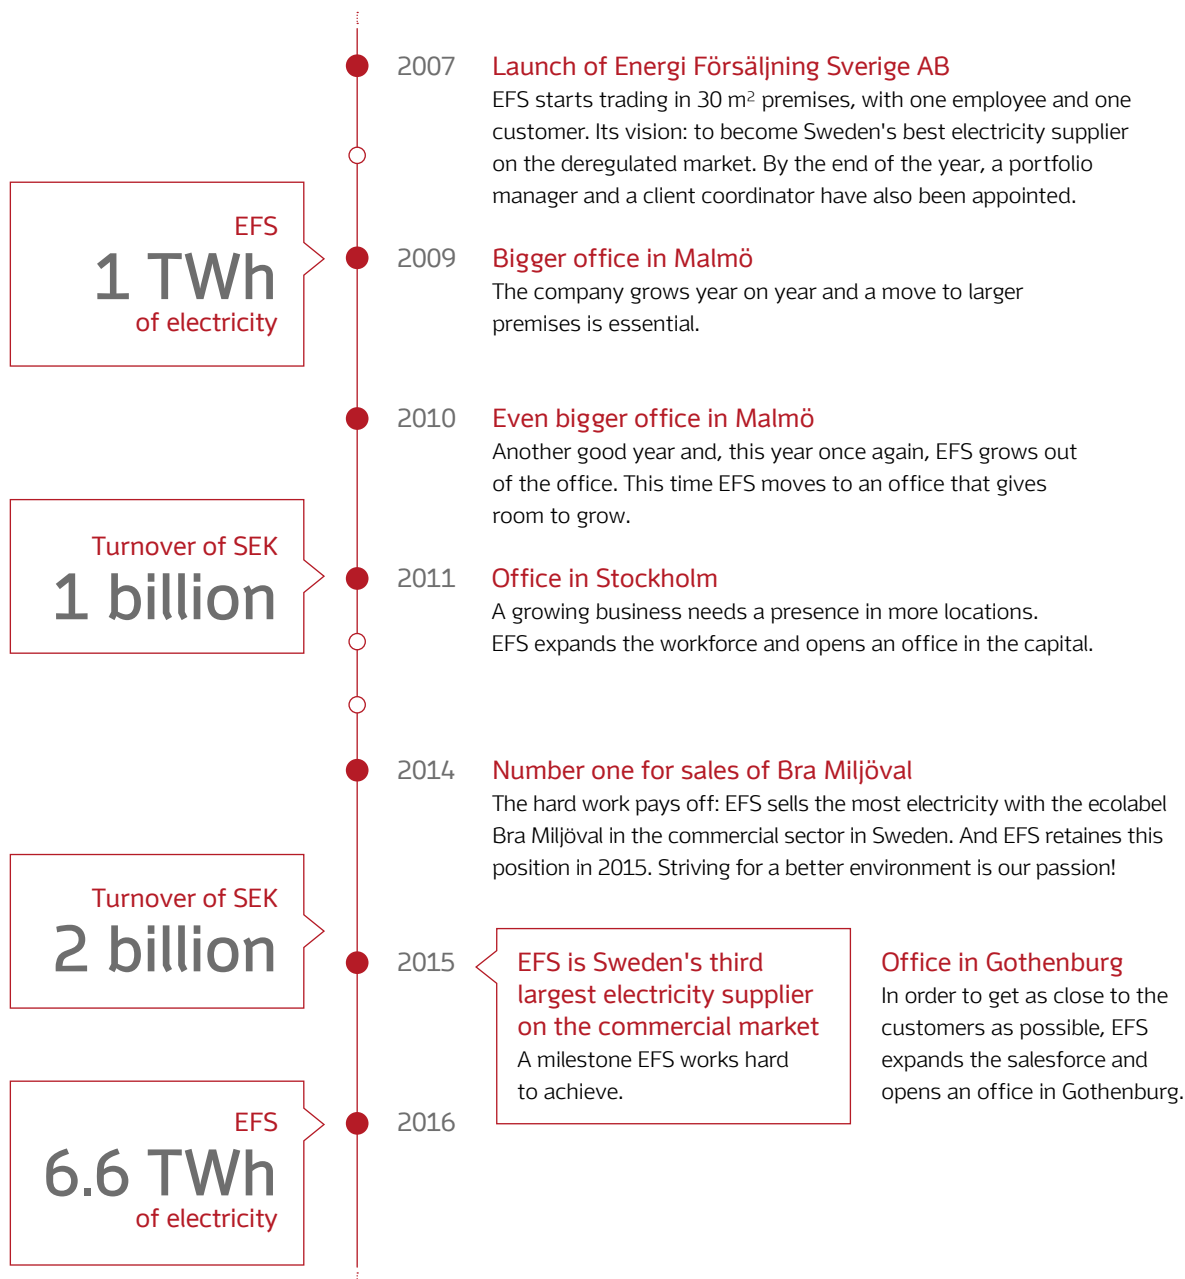 2007
Launch of Energi Försäljning Sverige AB
EFS starts trading in 30 m² premises, with one employee and one
customer. Its vision: to become Sweden's best electricity supplier
on the deregulated market. By the end of the year, a portfolio
manager and a client coordinator have also been appointed.
EFS
1 TWh
of electricity
2009
Bigger office in Malmö
The company grows year on year and a move to larger
premises is essential.
2010
Even bigger office in Malmö
Another good year and, this year once again, EFS grows out
of the office. This time EFS moves to an office that gives
room to grow.
Turnover of SEK
1 billion
2011
Office in Stockholm
A growing business needs a presence in more locations.
EFS expands the workforce and opens an office in the capital.
2014
Number one for sales of Bra Miljöval
The hard work pays off: EFS sells the most electricity with the ecolabel
Bra Miljöval in the commercial sector in Sweden. And EFS retaines this
position in 2015. Striving for a better environment is our passion!
Turnover of SEK
2 billion
2015
EFS is Sweden's third
largest electricity supplier
on the commercial market
A milestone EFS works hard
to achieve.
Office in Gothenburg
In order to get as close to the
customers as possible, EFS
expands the salesforce and
opens an office in Gothenburg.
EFS
6.6 TWh
of electricity
2016